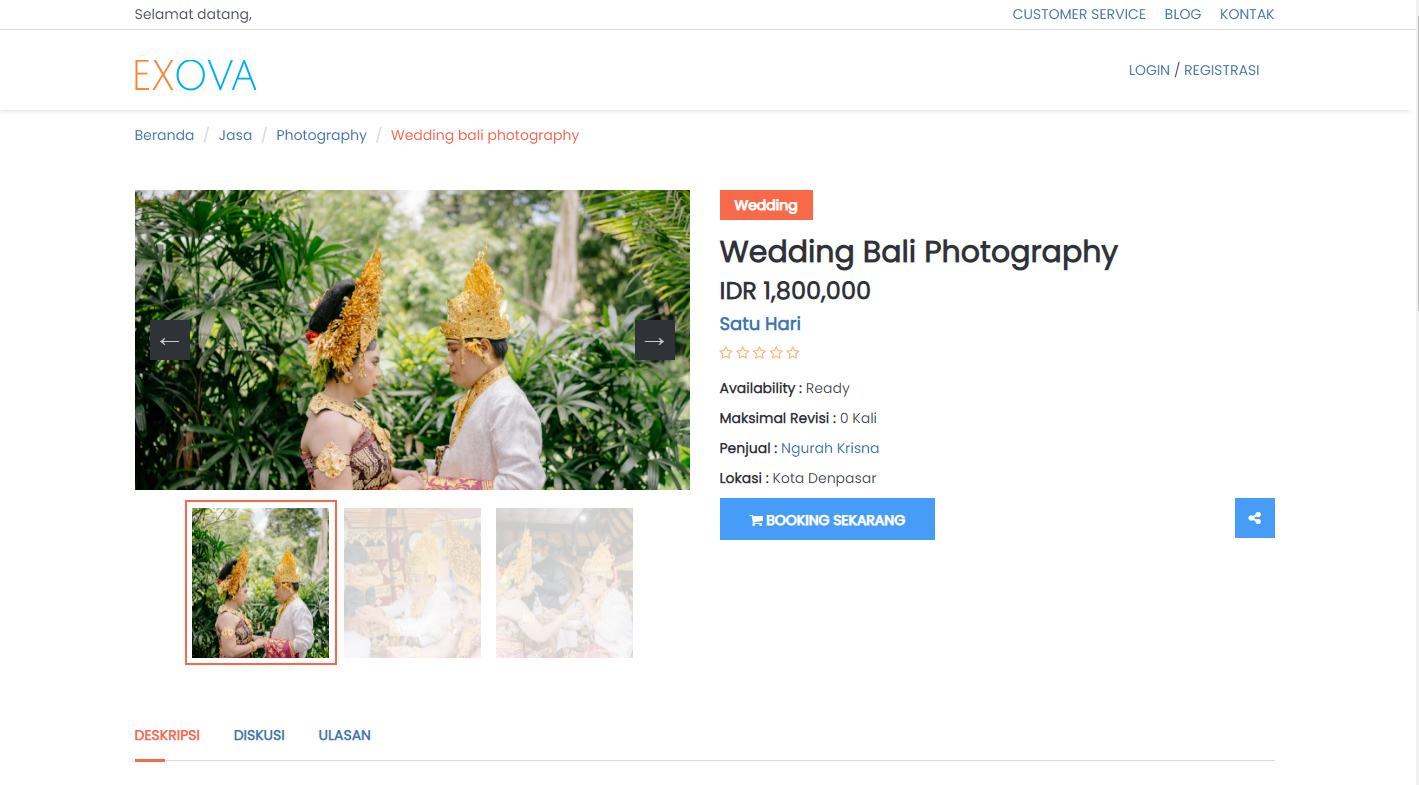 Selamat datang,
CUSTOMER SERVICE BLOG KONTAK
EXOVA
LOGIN / REGISTRASI
Beranda / Jasa / Photography / Wedding bali photography
Wedding
Wedding Bali Photography
IDR 1,800,000
Satu Hari
Availability : Ready
Maksimal Revisi : 0 Kali
Penjual : Ngurah Krisna
Lokasi : Kota Denpasar
BOOKING SEKARANG
DESKRIPSI DISKUSI ULASAN